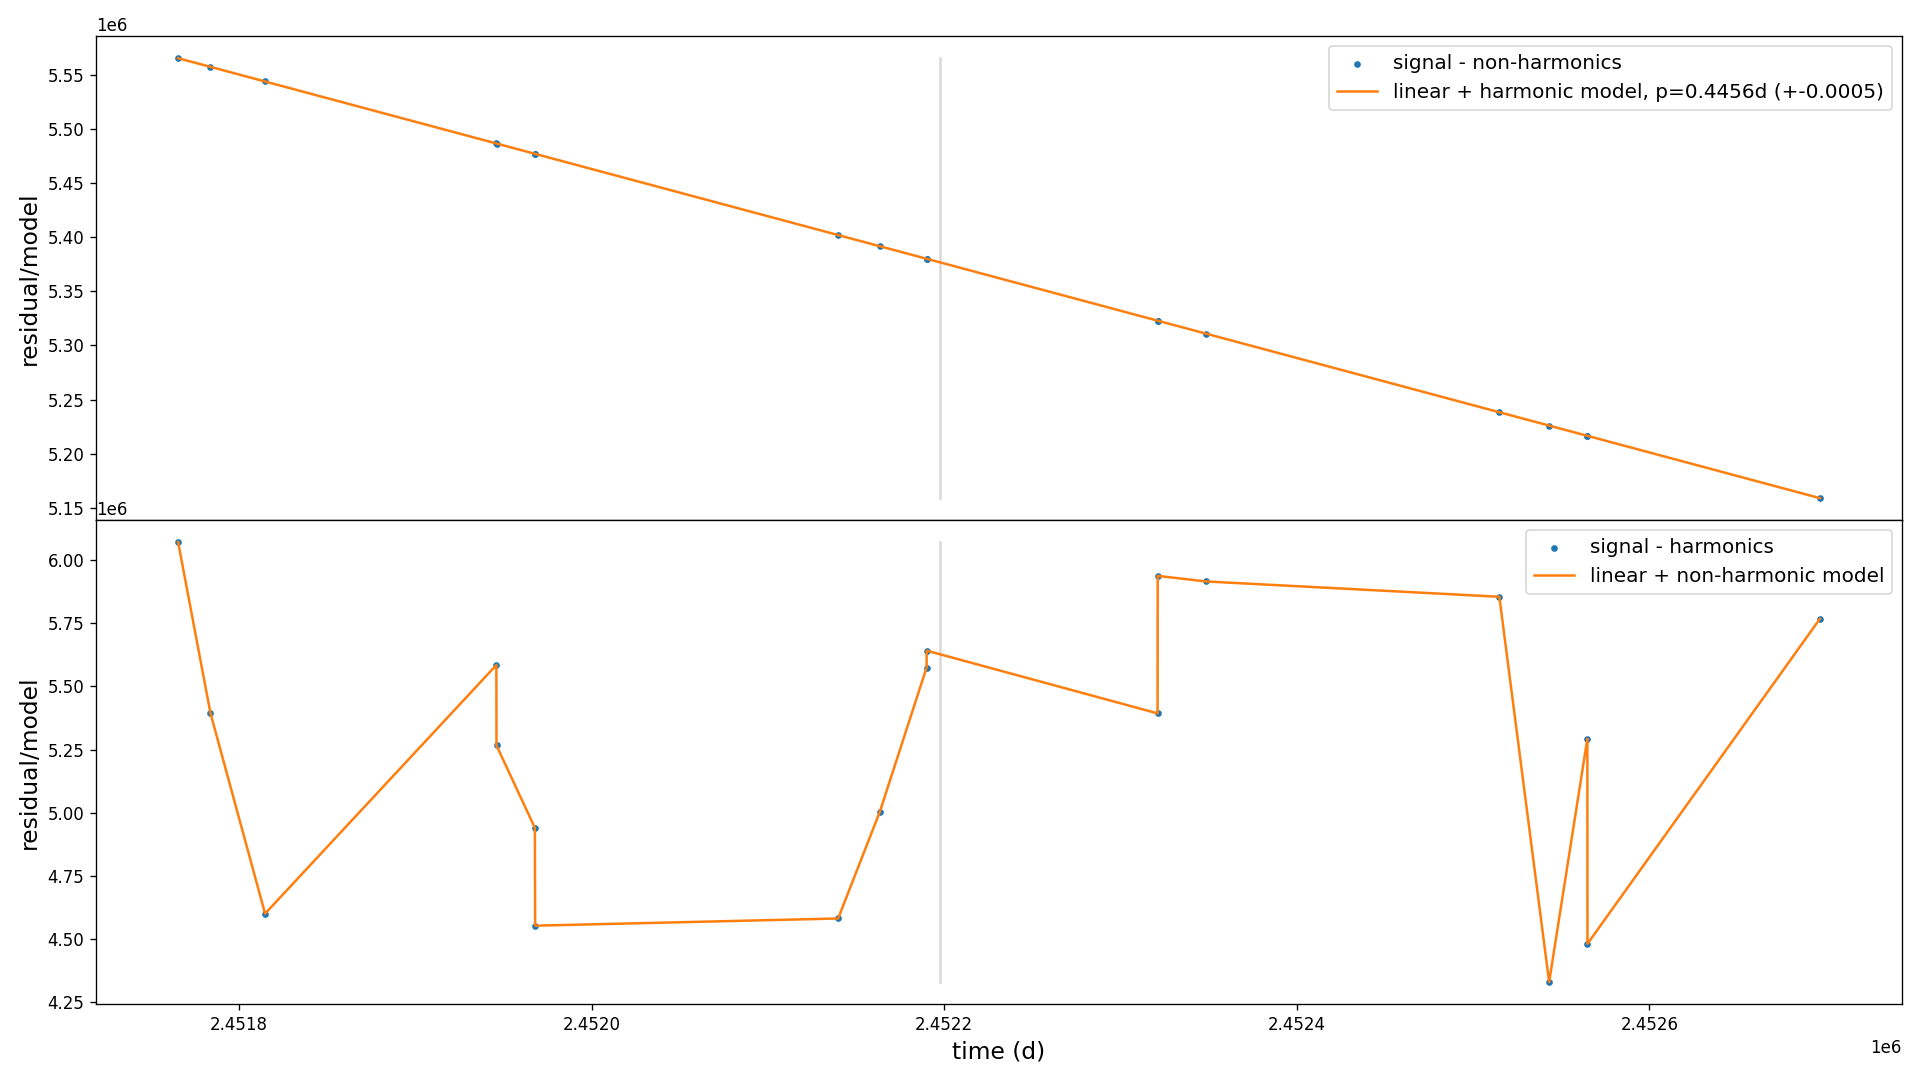 1e6
signal - non-harmonics
linear + harmonic model, p=0.4456d (+-0.0005)
5.55
5.50
5.45
5.40
5.35
5.30
5.25
5.20
5.15
residual/model
1e6
signal - harmonics
linear + non-harmonic model
6.00
5.75
5.50
5.25
5.00
4.75
4.50
4.25
residual/model
2.4518
2.4520
2.4522
2.4524
2.4526
time (d)
1e6